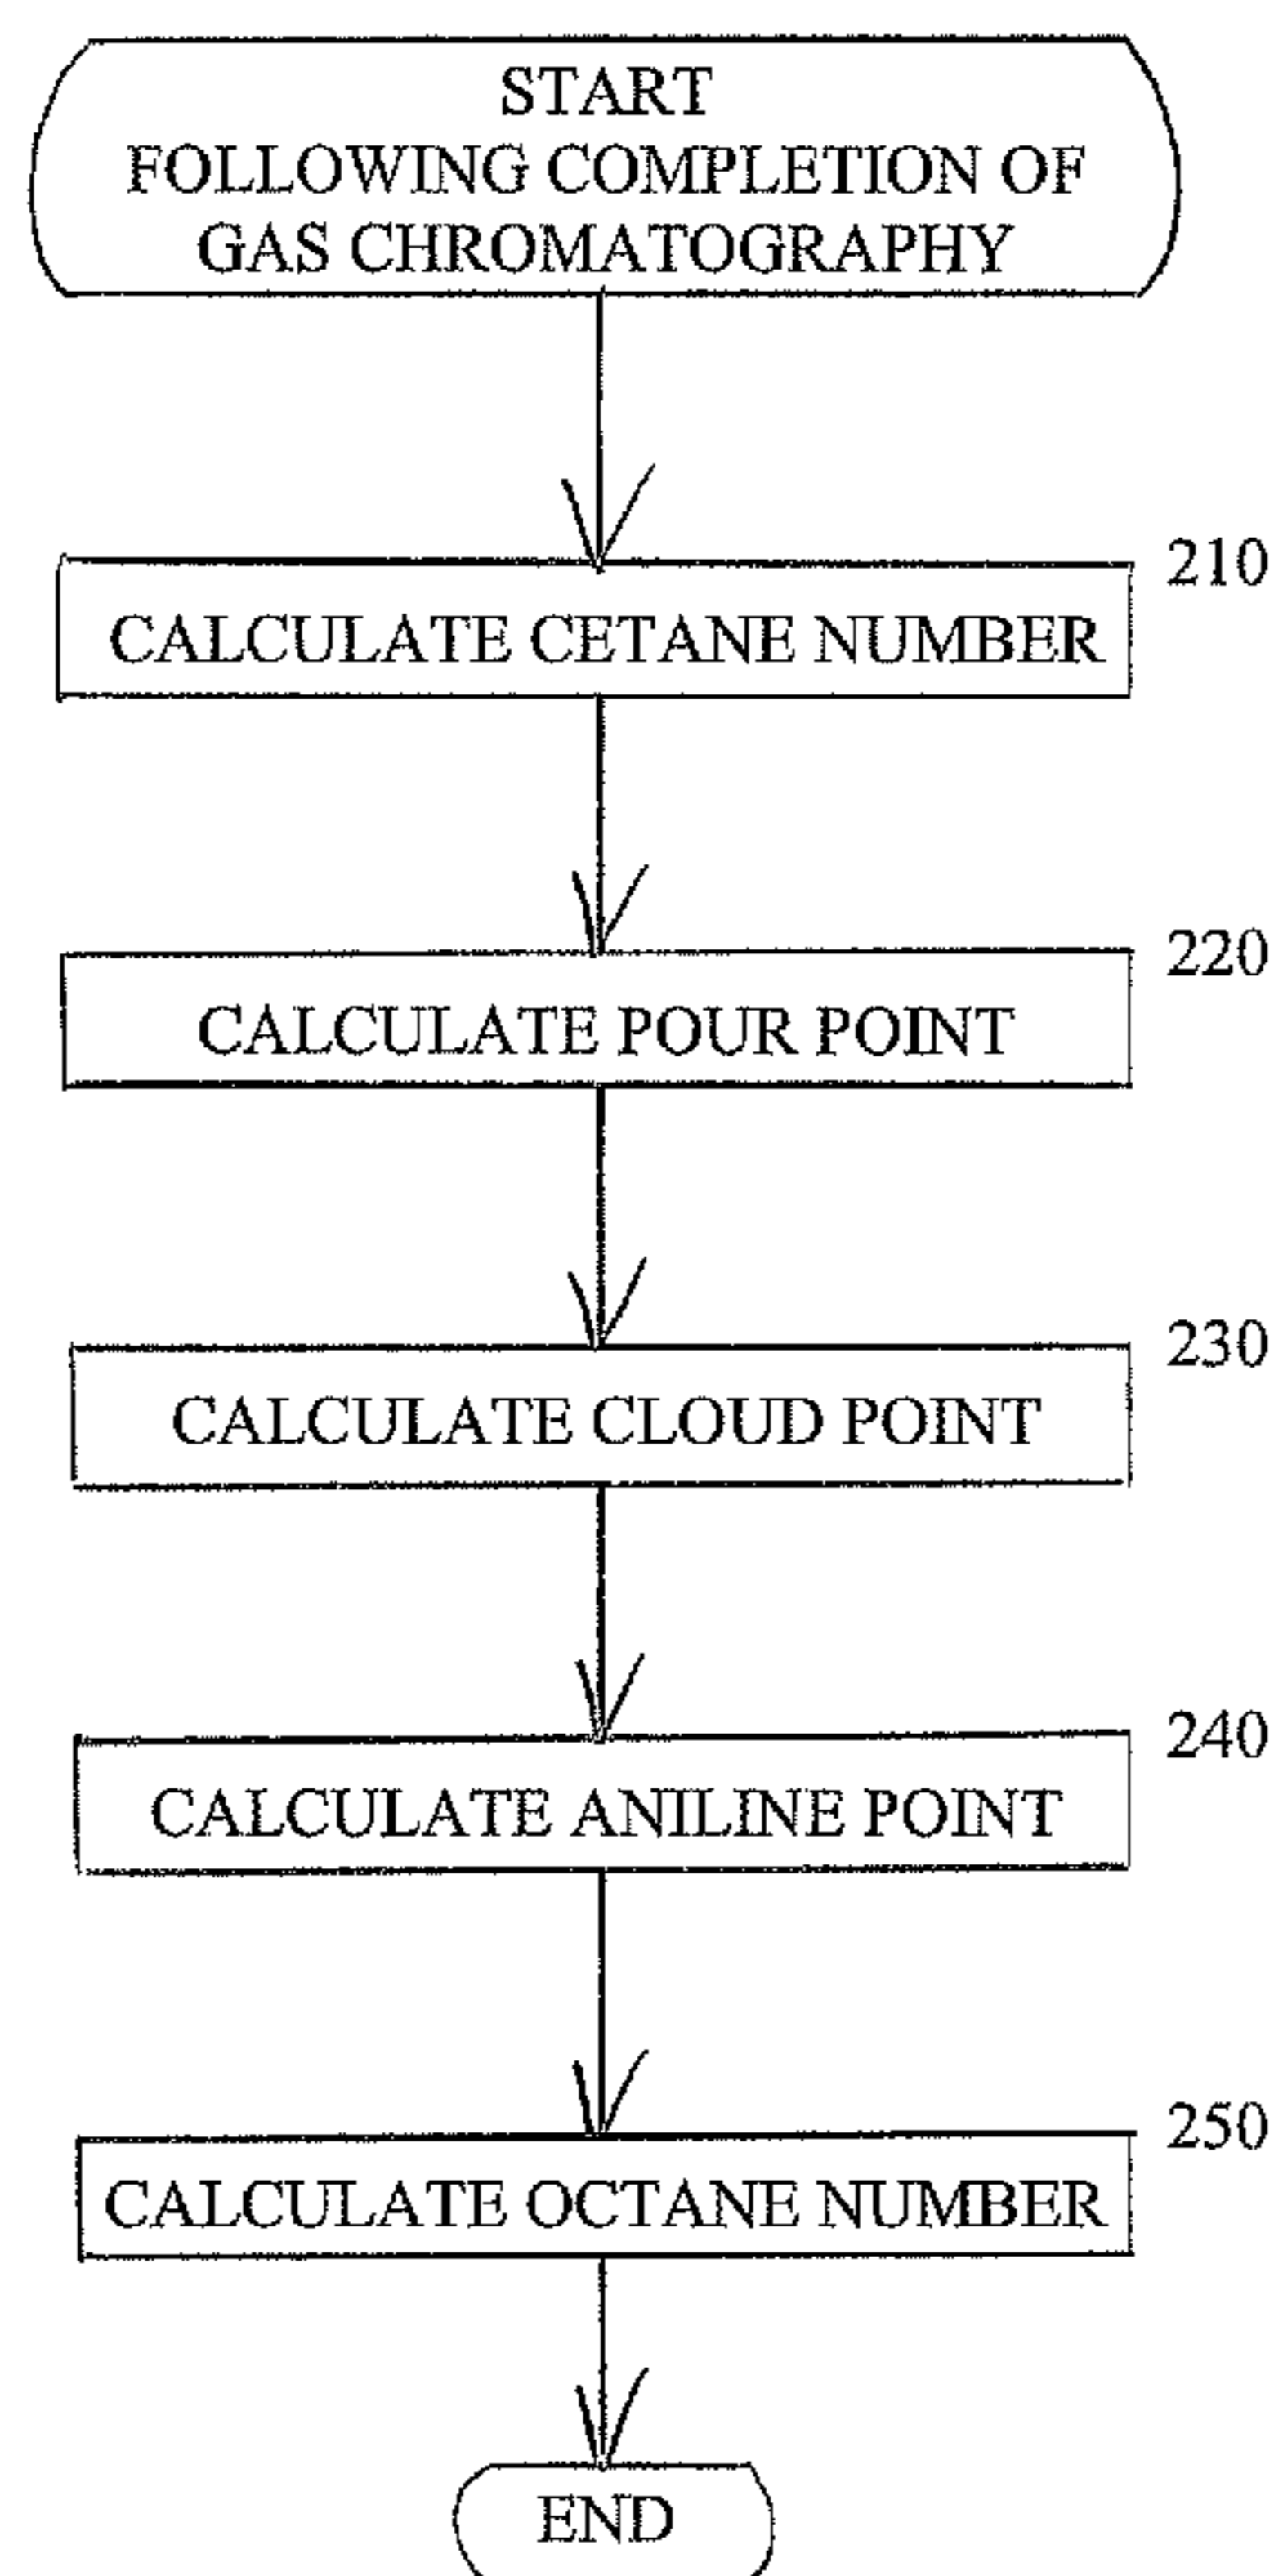 START
FOLLOWING COMPLETION OF
GAS CHROMATOGRAPHY
210
CALCULATE CETANE NUMBER
220
CALCULATE POUR POINT
230
CALCULATE CLOUD POINT
240
CALCULATE ANILINE POINT
250
CALCULATE OCTANE NUMBER
END